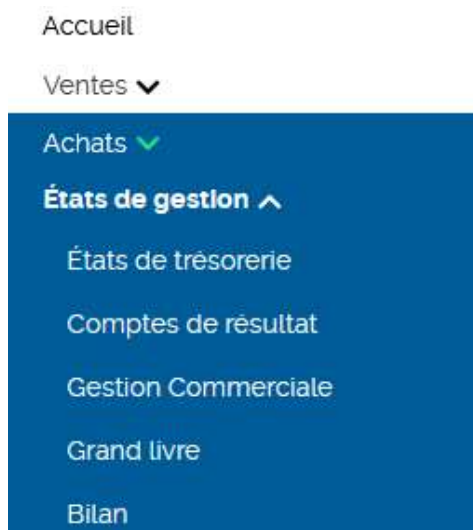 Accueil
Ventes
Achats
États de gestion
États de trésorerie
Comptes de résultat
Gestion Commerciale
Grand livre
Bilan